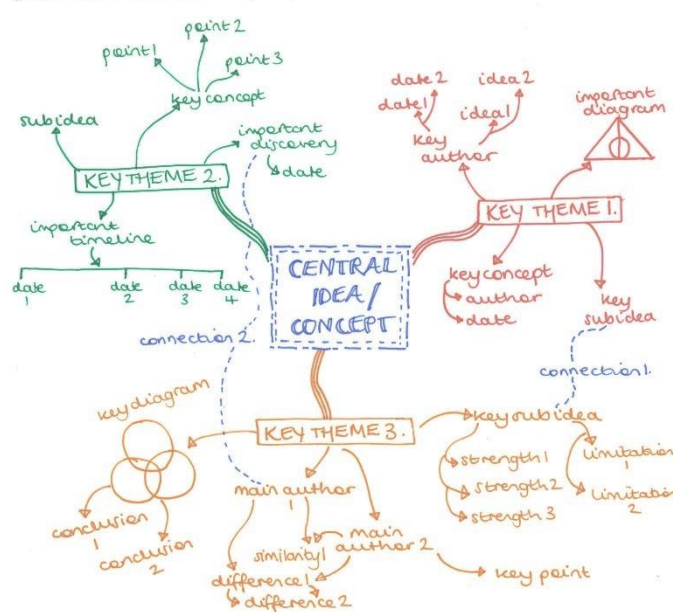 point 2
point 1
point 3
key concept
subidea
important
discovery
date
KEY THEME 2.
important
timeline
date
1
date
2
date
3
date
4
date 2
idea 2
date 1
idea 1
key
author
important
diagram
KEY THEME 1.
key concept
author
date
key
subidea
CENTRAL
IDEA /
CONCEPT
connection 2.
connection 1.
key diagram
KEY THEME 3.
key subidea
strength 1
strength 2
strength 3
limitation
1
limitation
2
main author
1
conclusion
1
conclusion
2
similarity 1
main
author 2
difference 1
difference 2
key point